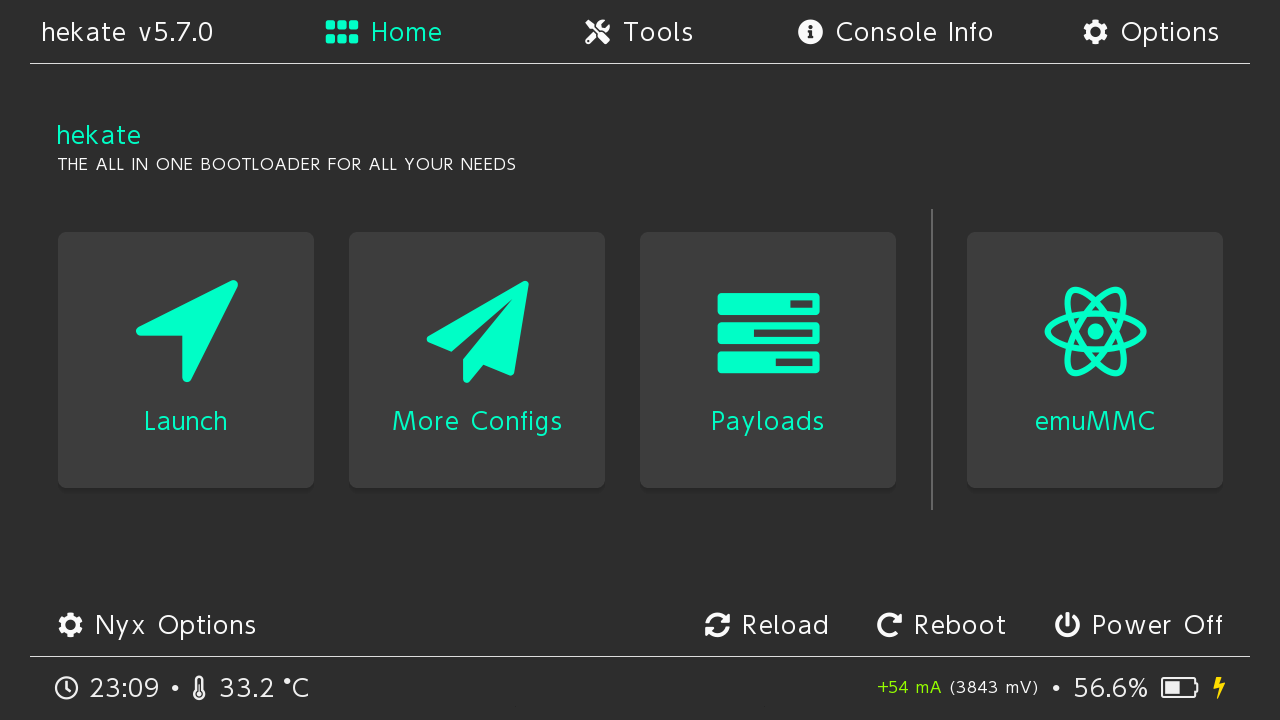 hekate v5.7.0 Home Tools Console Info Options
hekate
THE ALL IN ONE BOOTLOADER FOR ALL YOUR NEEDS
Launch More Configs Payloads emuMMC
Nyx Options Reload Reboot Power Off
23:09 • 33.2 °C +54 mA (3843 mV) • 56.6%